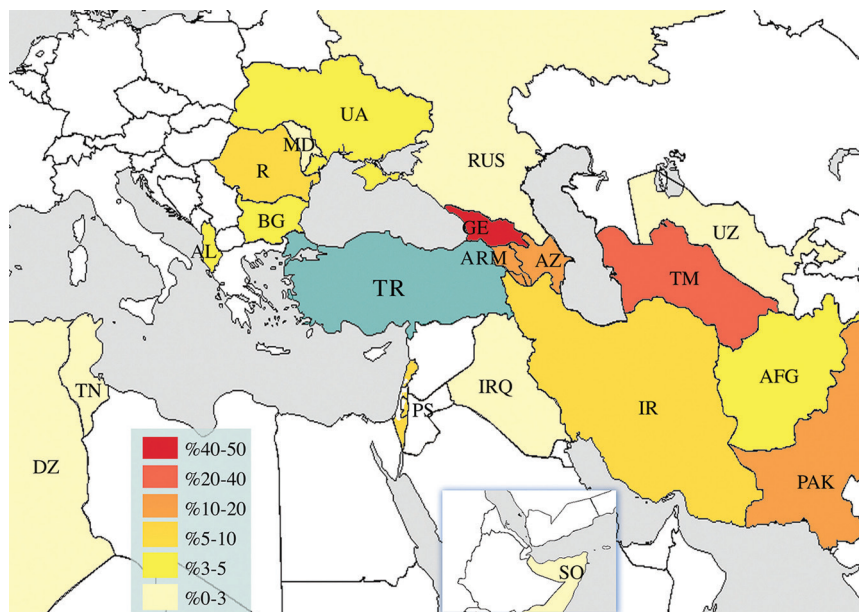 UA
MD
R
RUS
BG
GE
UZ
AL
ARM
AZ
TR
TM
TN
IRQ
AFG
PS
IR
DZ
PAK
SO
%40-50
%20-40
%10-20
%5-10
%3-5
%0-3